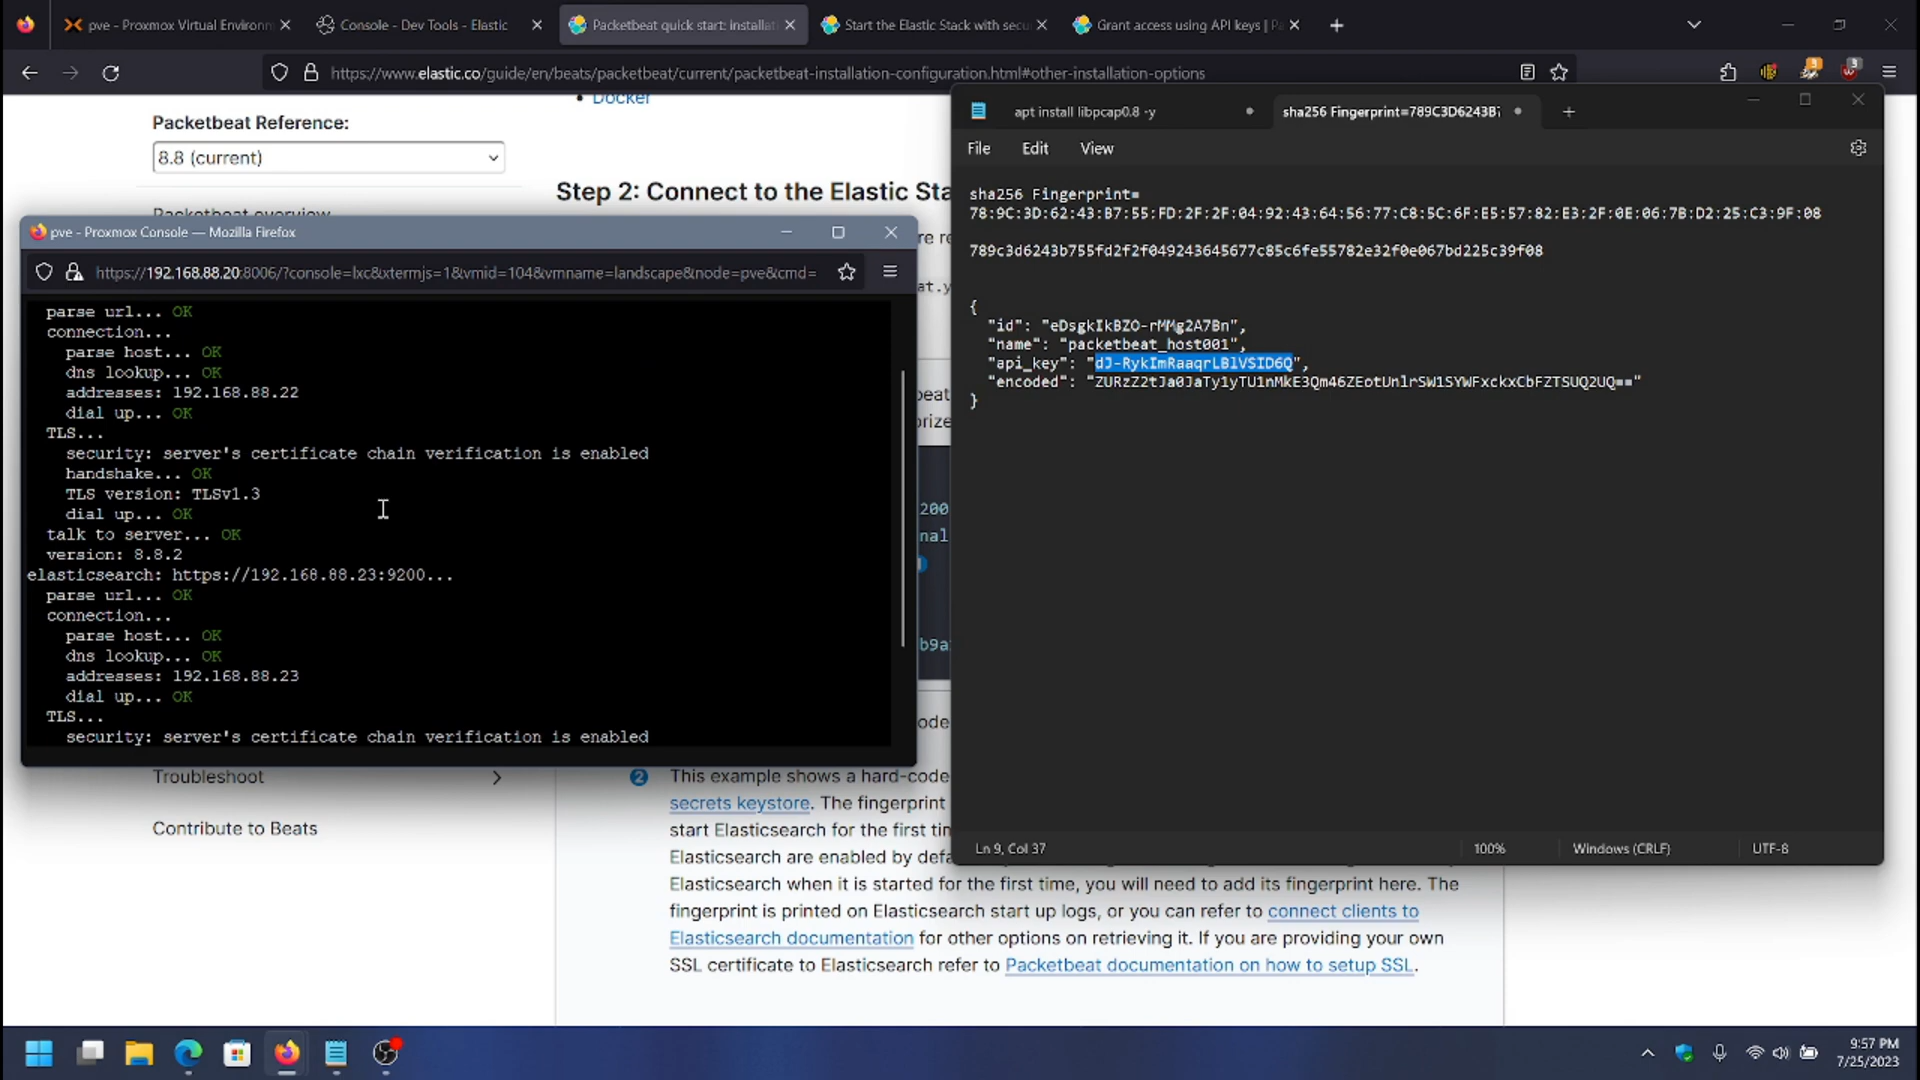 pve - Proxmox Virtual Environm
Console - Dev Tools - Elastic
Packetbeat quick start: installat
Start the Elastic Stack with secu
Grant access using API keys | Pa
https://www.elastic.co/guide/en/beats/packetbeat/current/packetbeat-installation-configuration.html#other-installation-options
Docker
Packetbeat Reference:
8.8 (current)
Packetbeat overview
Step 2: Connect to the Elastic Sta
pve - Proxmox Console — Mozilla Firefox
https://192.168.88.20:8006/?console=lxc&xtermjs=1&vmid=104&vmname=landscape&node=pve&cmd=
parse url... OK
connection...
parse host... OK
dns lookup... OK
addresses: 192.168.88.22
dial up... OK
TLS...
security: server's certificate chain verification is enabled
handshake... OK
TLS version: TLSv1.3
dial up... OK
talk to server... OK
version: 8.8.2
elasticsearch: https://192.168.88.23:9200...
parse url... OK
connection...
parse host... OK
dns lookup... OK
addresses: 192.168.88.23
dial up... OK
TLS...
security: server's certificate chain verification is enabled
apt install libpcap0.8 -y
sha256 Fingerprint=789C3D6243B7
File Edit View
sha256 Fingerprint=
78:9C:3D:62:43:B7:55:FD:2F:2F:04:92:43:64:56:77:C8:5C:6F:E5:57:82:E3:2F:0E:06:7B:D2:25:C3:9F:08
789c3d6243b755fd2f2f049243645677c85c6fe55782e32f0e067bd225c39f08
{
"id": "eDsgkIkBZO-rMMg2A7Bn",
"name": "packetbeat_host001",
"api_key": "dJ-RykImRaaqrLBlVSID6Q",
"encoded": "ZURzZ2tJa0JaTy1yTU1nMkE3Qm46ZEotUnlrSW1SYWFxckxCbFZTSUQ2UQ=="
}
Ln 9, Col 37
100%
Windows (CRLF)
UTF-8
Troubleshoot
Contribute to Beats
2 This example shows a hard-code
secrets keystore. The fingerprint
start Elasticsearch for the first tim
Elasticsearch are enabled by defa
Elasticsearch when it is started for the first time, you will need to add its fingerprint here. The
fingerprint is printed on Elasticsearch start up logs, or you can refer to connect clients to
Elasticsearch documentation for other options on retrieving it. If you are providing your own
SSL certificate to Elasticsearch refer to Packetbeat documentation on how to setup SSL.
9:57 PM
7/25/2023